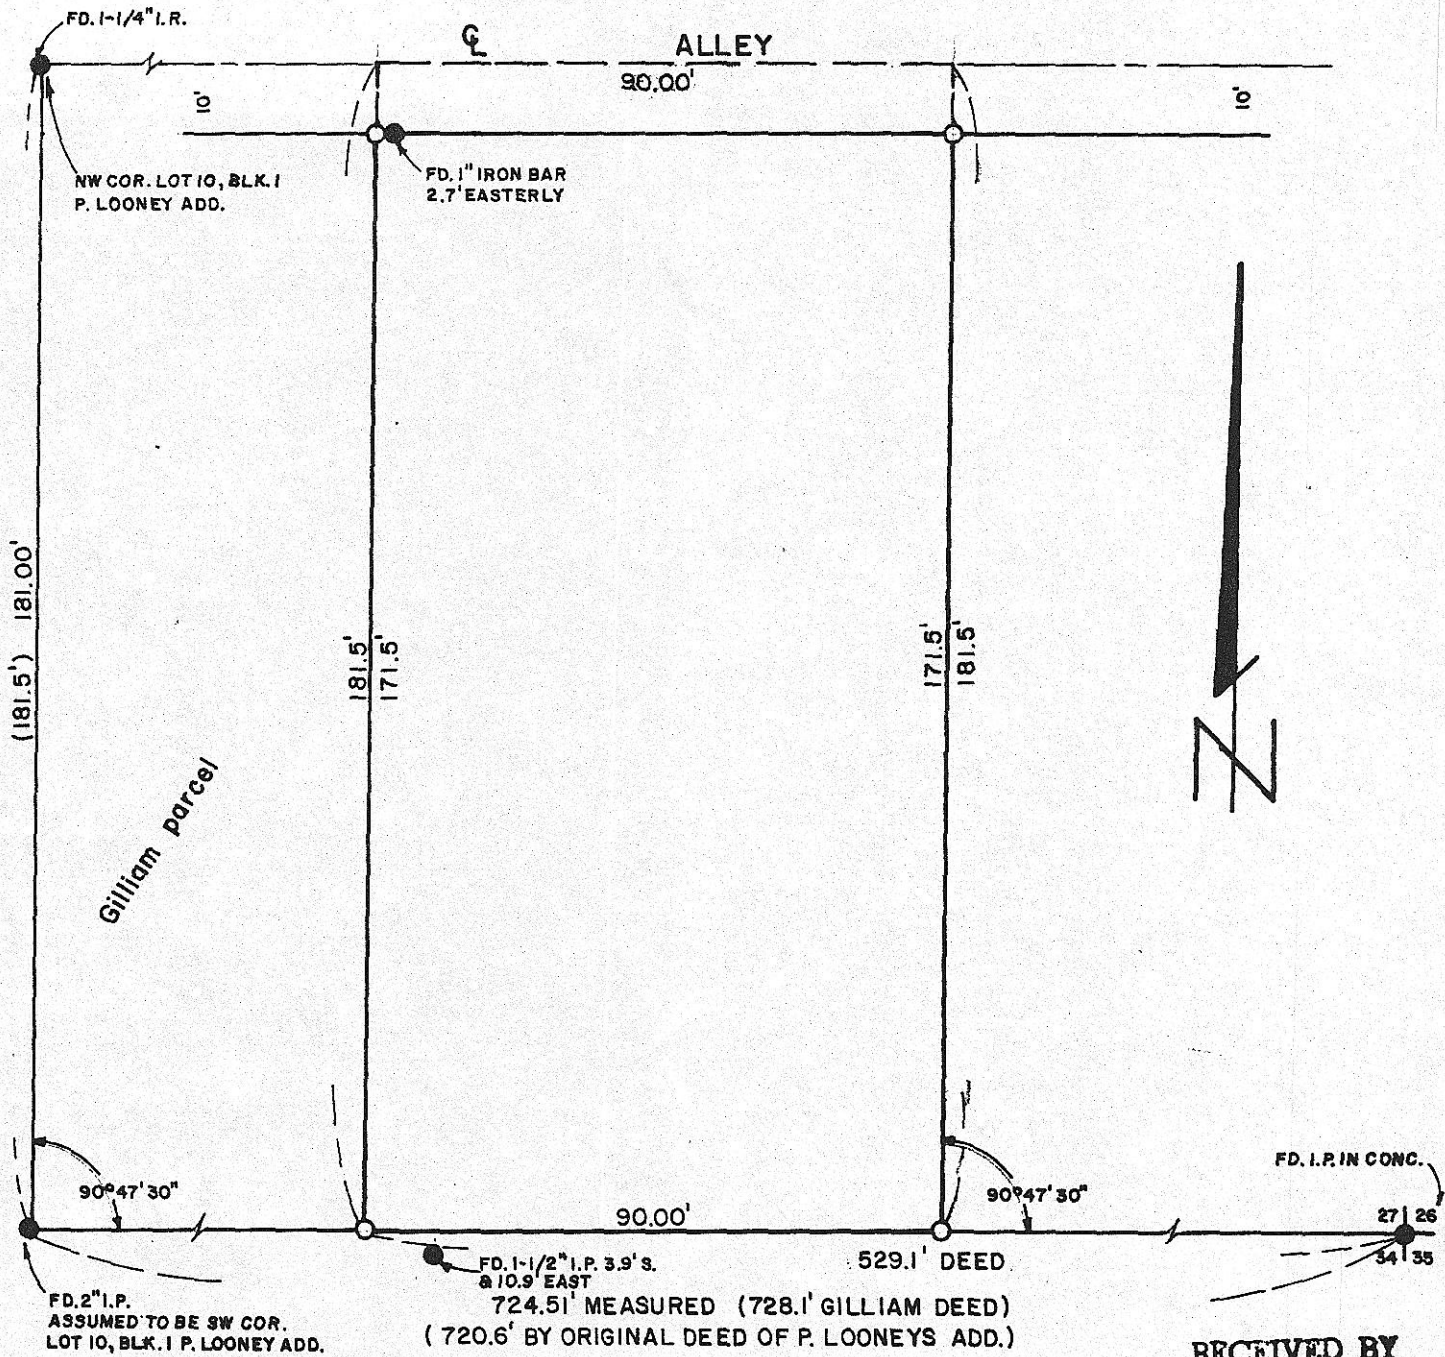 FD. 1-1/4" I.R.
℄ ALLEY
90.00'
10'
10'
NW COR. LOT 10, BLK. 1
P. LOONEY ADD.
FD. 1" IRON BAR
2.7' EASTERLY
(181.5') 181.00'
181.5'
171.5'
171.5'
181.5'
N
Gilliam parcel
90°47'30"
90.00'
90°47'30"
FD. I.P. IN CONC.
27 26
34 35
FD. 1-1/2" I.P. 3.9' S.
& 10.9' EAST
529.1' DEED
FD. 2" I.P.
ASSUMED TO BE SW COR.
LOT 10, BLK. 1 P. LOONEY ADD.
724.51' MEASURED (728.1' GILLIAM DEED)
(720.6' BY ORIGINAL DEED OF P. LOONEYS ADD.)
RECEIVED BY